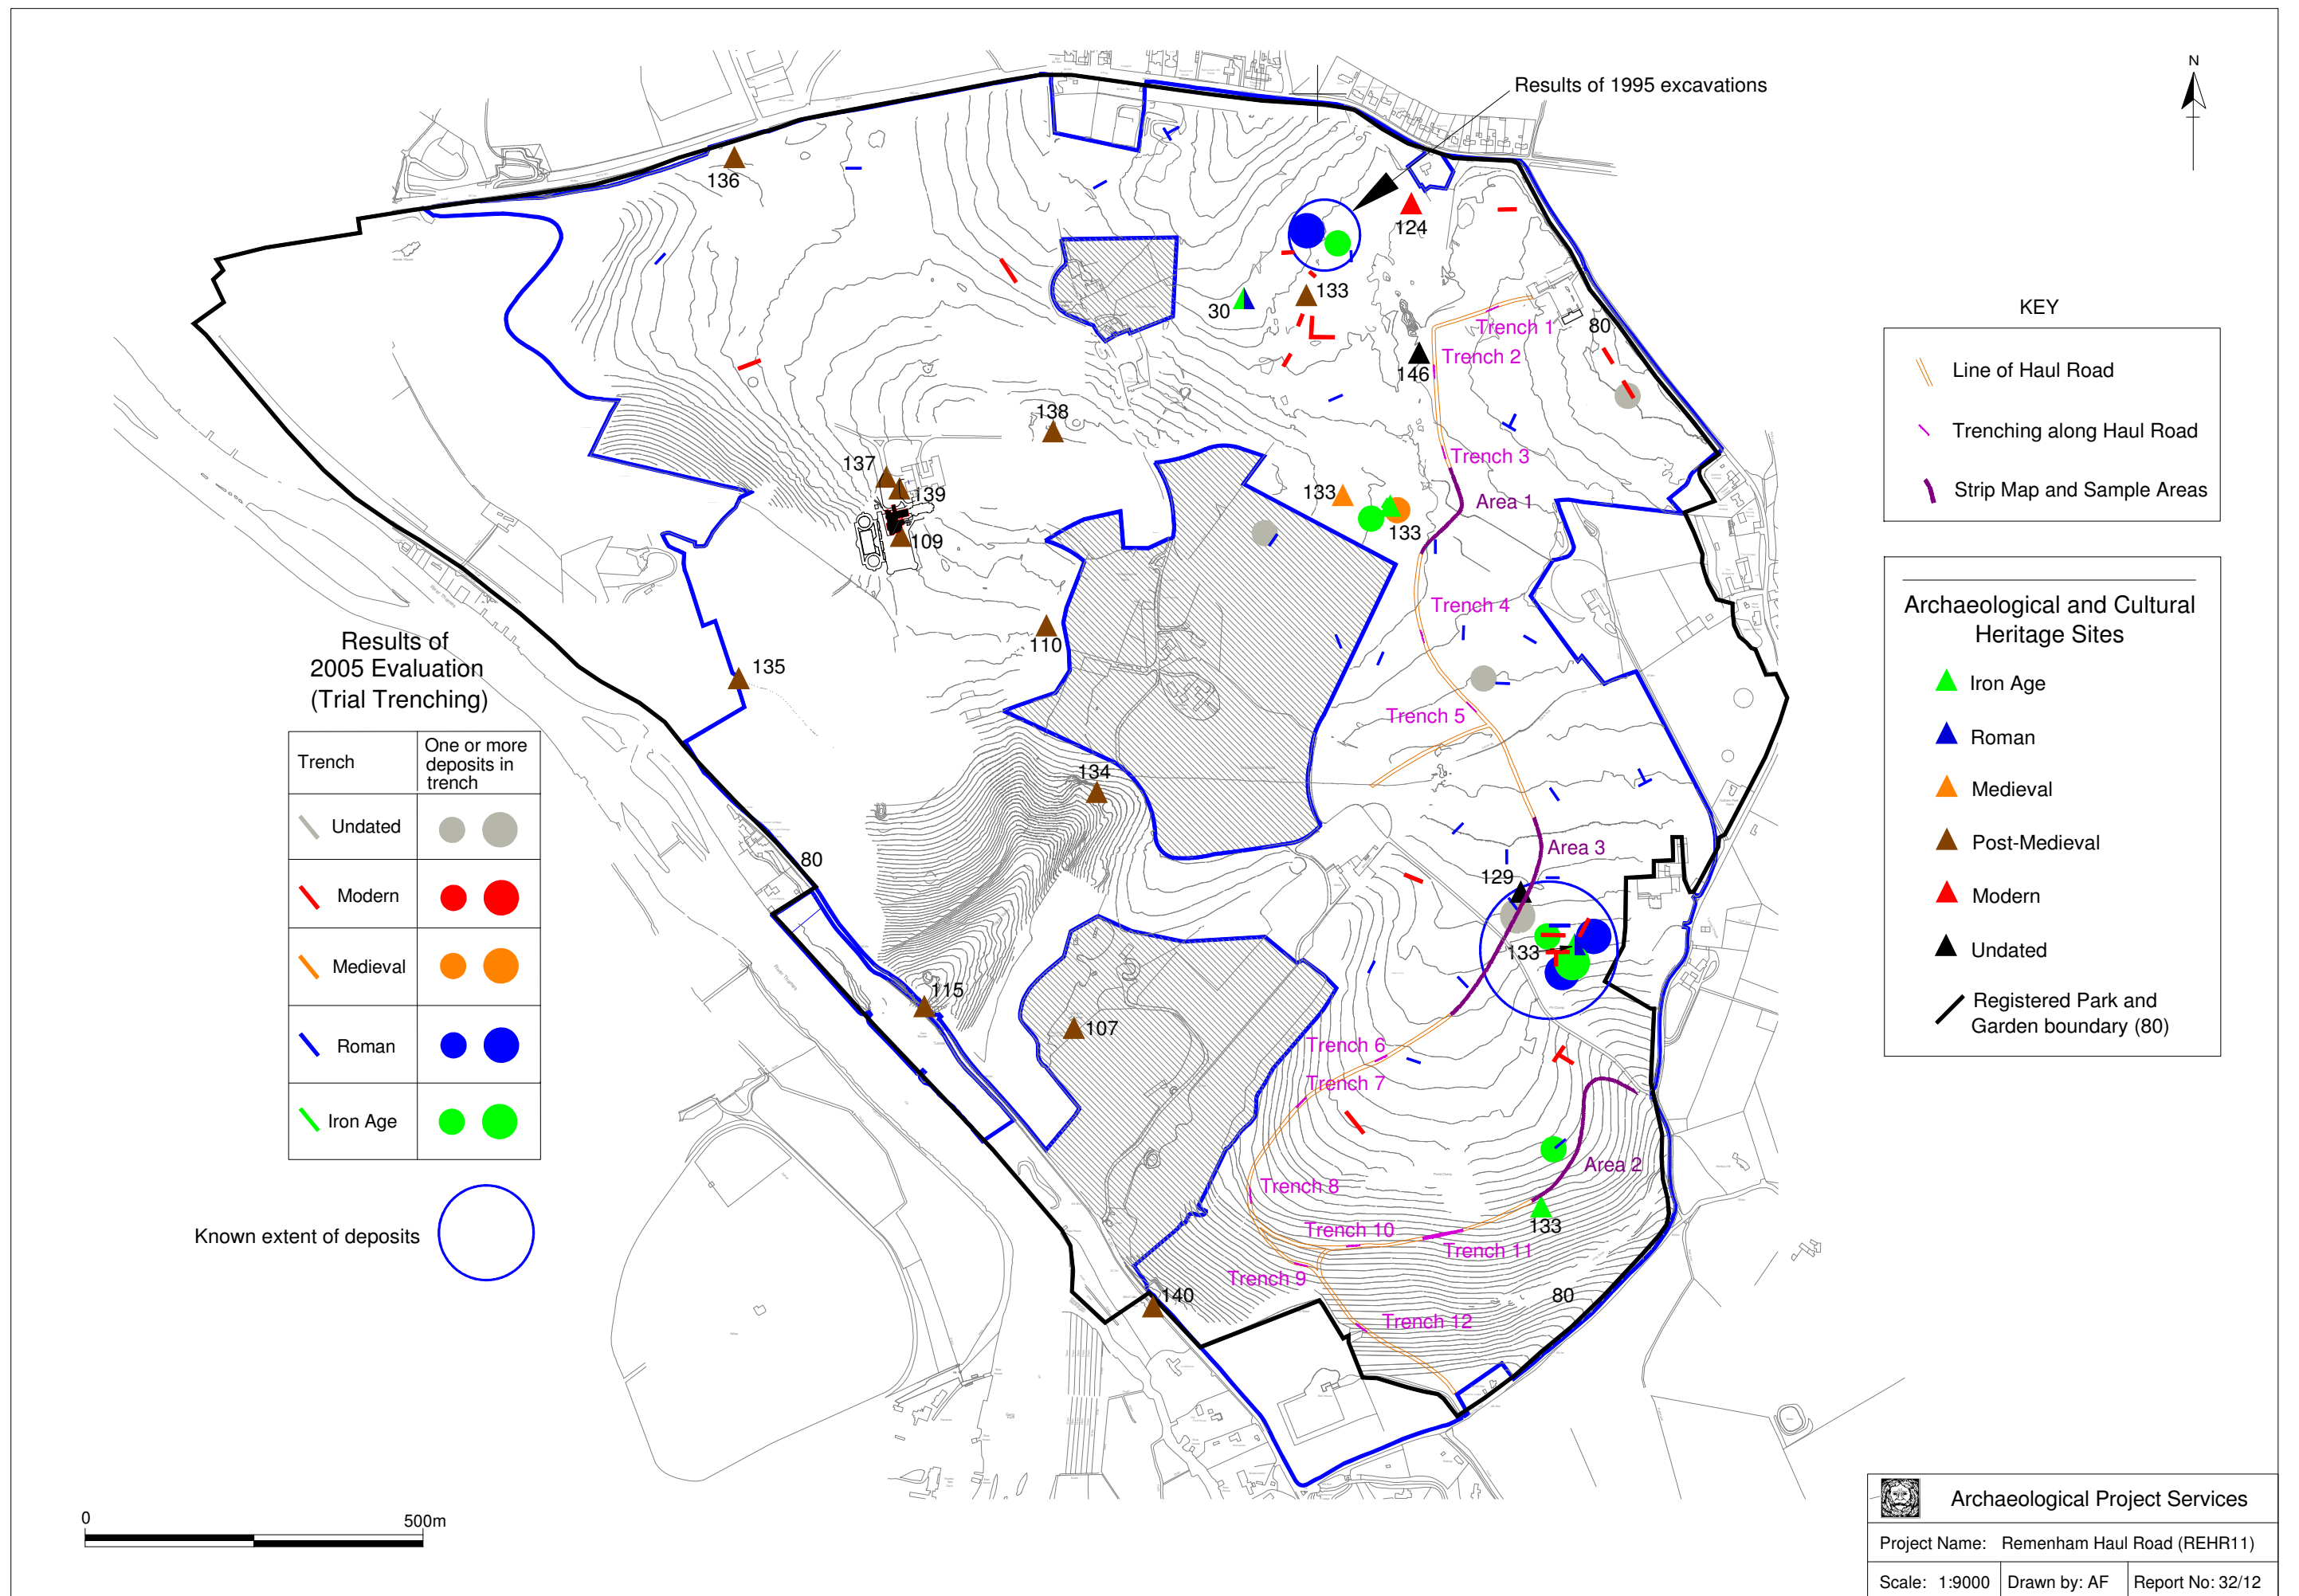 Results of 1995 excavations
N
136
124
133
30
Trench 1
80
Trench 2
146
138
Trench 3
137
139
133
Area 1
133
109
Trench 4
110
135
Trench 5
134
80
Area 3
129
133
115
107
Trench 6
Trench 7
Area 2
Trench 8
133
Trench 10
Trench 11
Trench 9
80
140
Trench 12
River Thames
River Thames
KEY
Line of Haul Road
Trenching along Haul Road
Strip Map and Sample Areas
Archaeological and Cultural
Heritage Sites
Iron Age
Roman
Medieval
Post-Medieval
Modern
Undated
Registered Park and
Garden boundary (80)
Results of
2005 Evaluation
(Trial Trenching)
Trench
One or more
deposits in
trench
Undated
Modern
Medieval
Roman
Iron Age
Known extent of deposits
0 500m
Archaeological Project Services
Project Name: Remenham Haul Road (REHR11)
Scale: 1:9000 Drawn by: AF Report No: 32/12